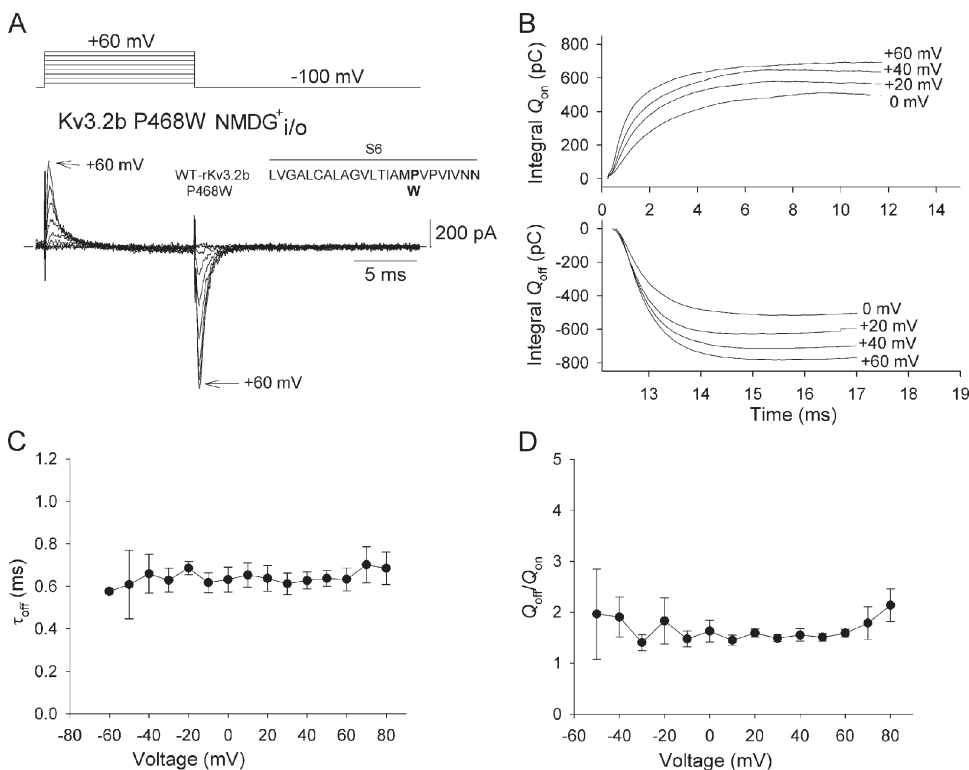 A
+60 mV
-100 mV
Kv3.2b P468W NMDG+ i/o
+60 mV
WT-rKv3.2b
P468W
S6
LVGALCALAGVLTIAMPVPVIVNN
W
200 pA
5 ms
+60 mV
B
Integral Qon (pC)
800
600
400
200
0
+60 mV
+40 mV
+20 mV
0 mV
0 2 4 6 8 10 12 14
Integral Qoff (pC)
0
-200
-400
-600
-800
0 mV
+20 mV
+40 mV
+60 mV
13 14 15 16 17 18 19
Time (ms)
C
τoff (ms)
1.2
1.0
0.8
0.6
0.4
0.2
0.0
-80 -60 -40 -20 0 20 40 60 80
Voltage (mV)
D
Qoff/Qon
5
4
3
2
1
0
-60 -40 -20 0 20 40 60 80
Voltage (mV)